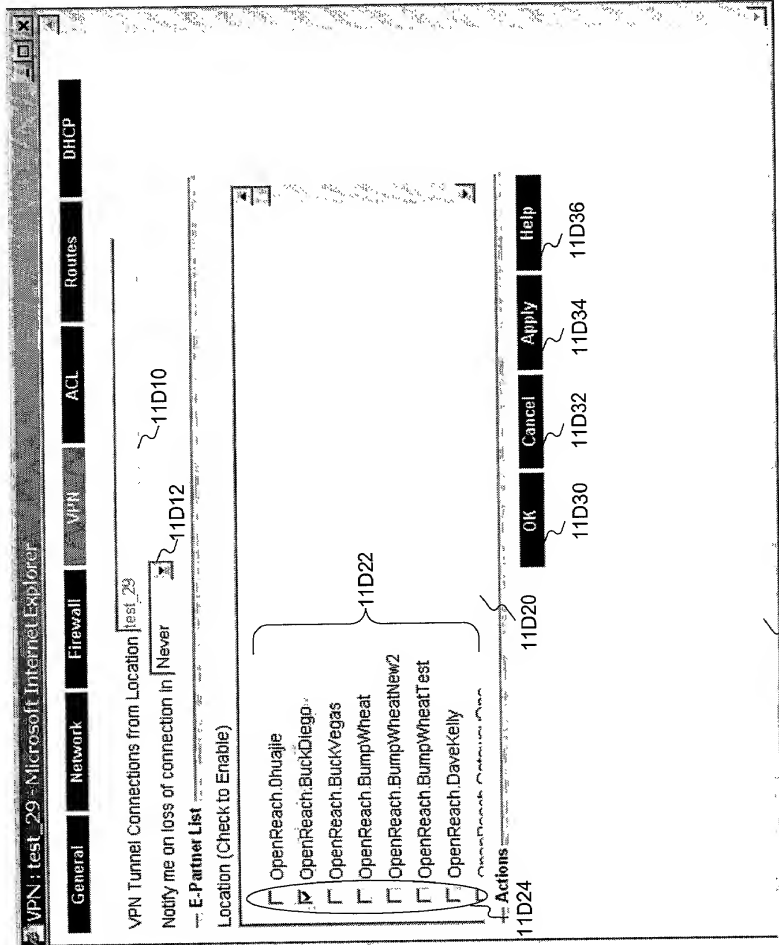 VPN : test_29 - Microsoft Internet Explorer
General Network Firewall VPN ACL Routes DHCP
VPN Tunnel Connections from Location test_29
11D10
Notify me on loss of connection in Never
11D12
E-Partner List
Location (Check to Enable)
OpenReach.0huajie
OpenReach.BuckDiego
OpenReach.BuckVegas
OpenReach.BumpWheat
OpenReach.BumpWheatNew2
OpenReach.BumpWheatTest
OpenReach.DaveKelly
11D22
11D20
Actions
11D24
OK Cancel Apply Help
11D30 11D32 11D34 11D36